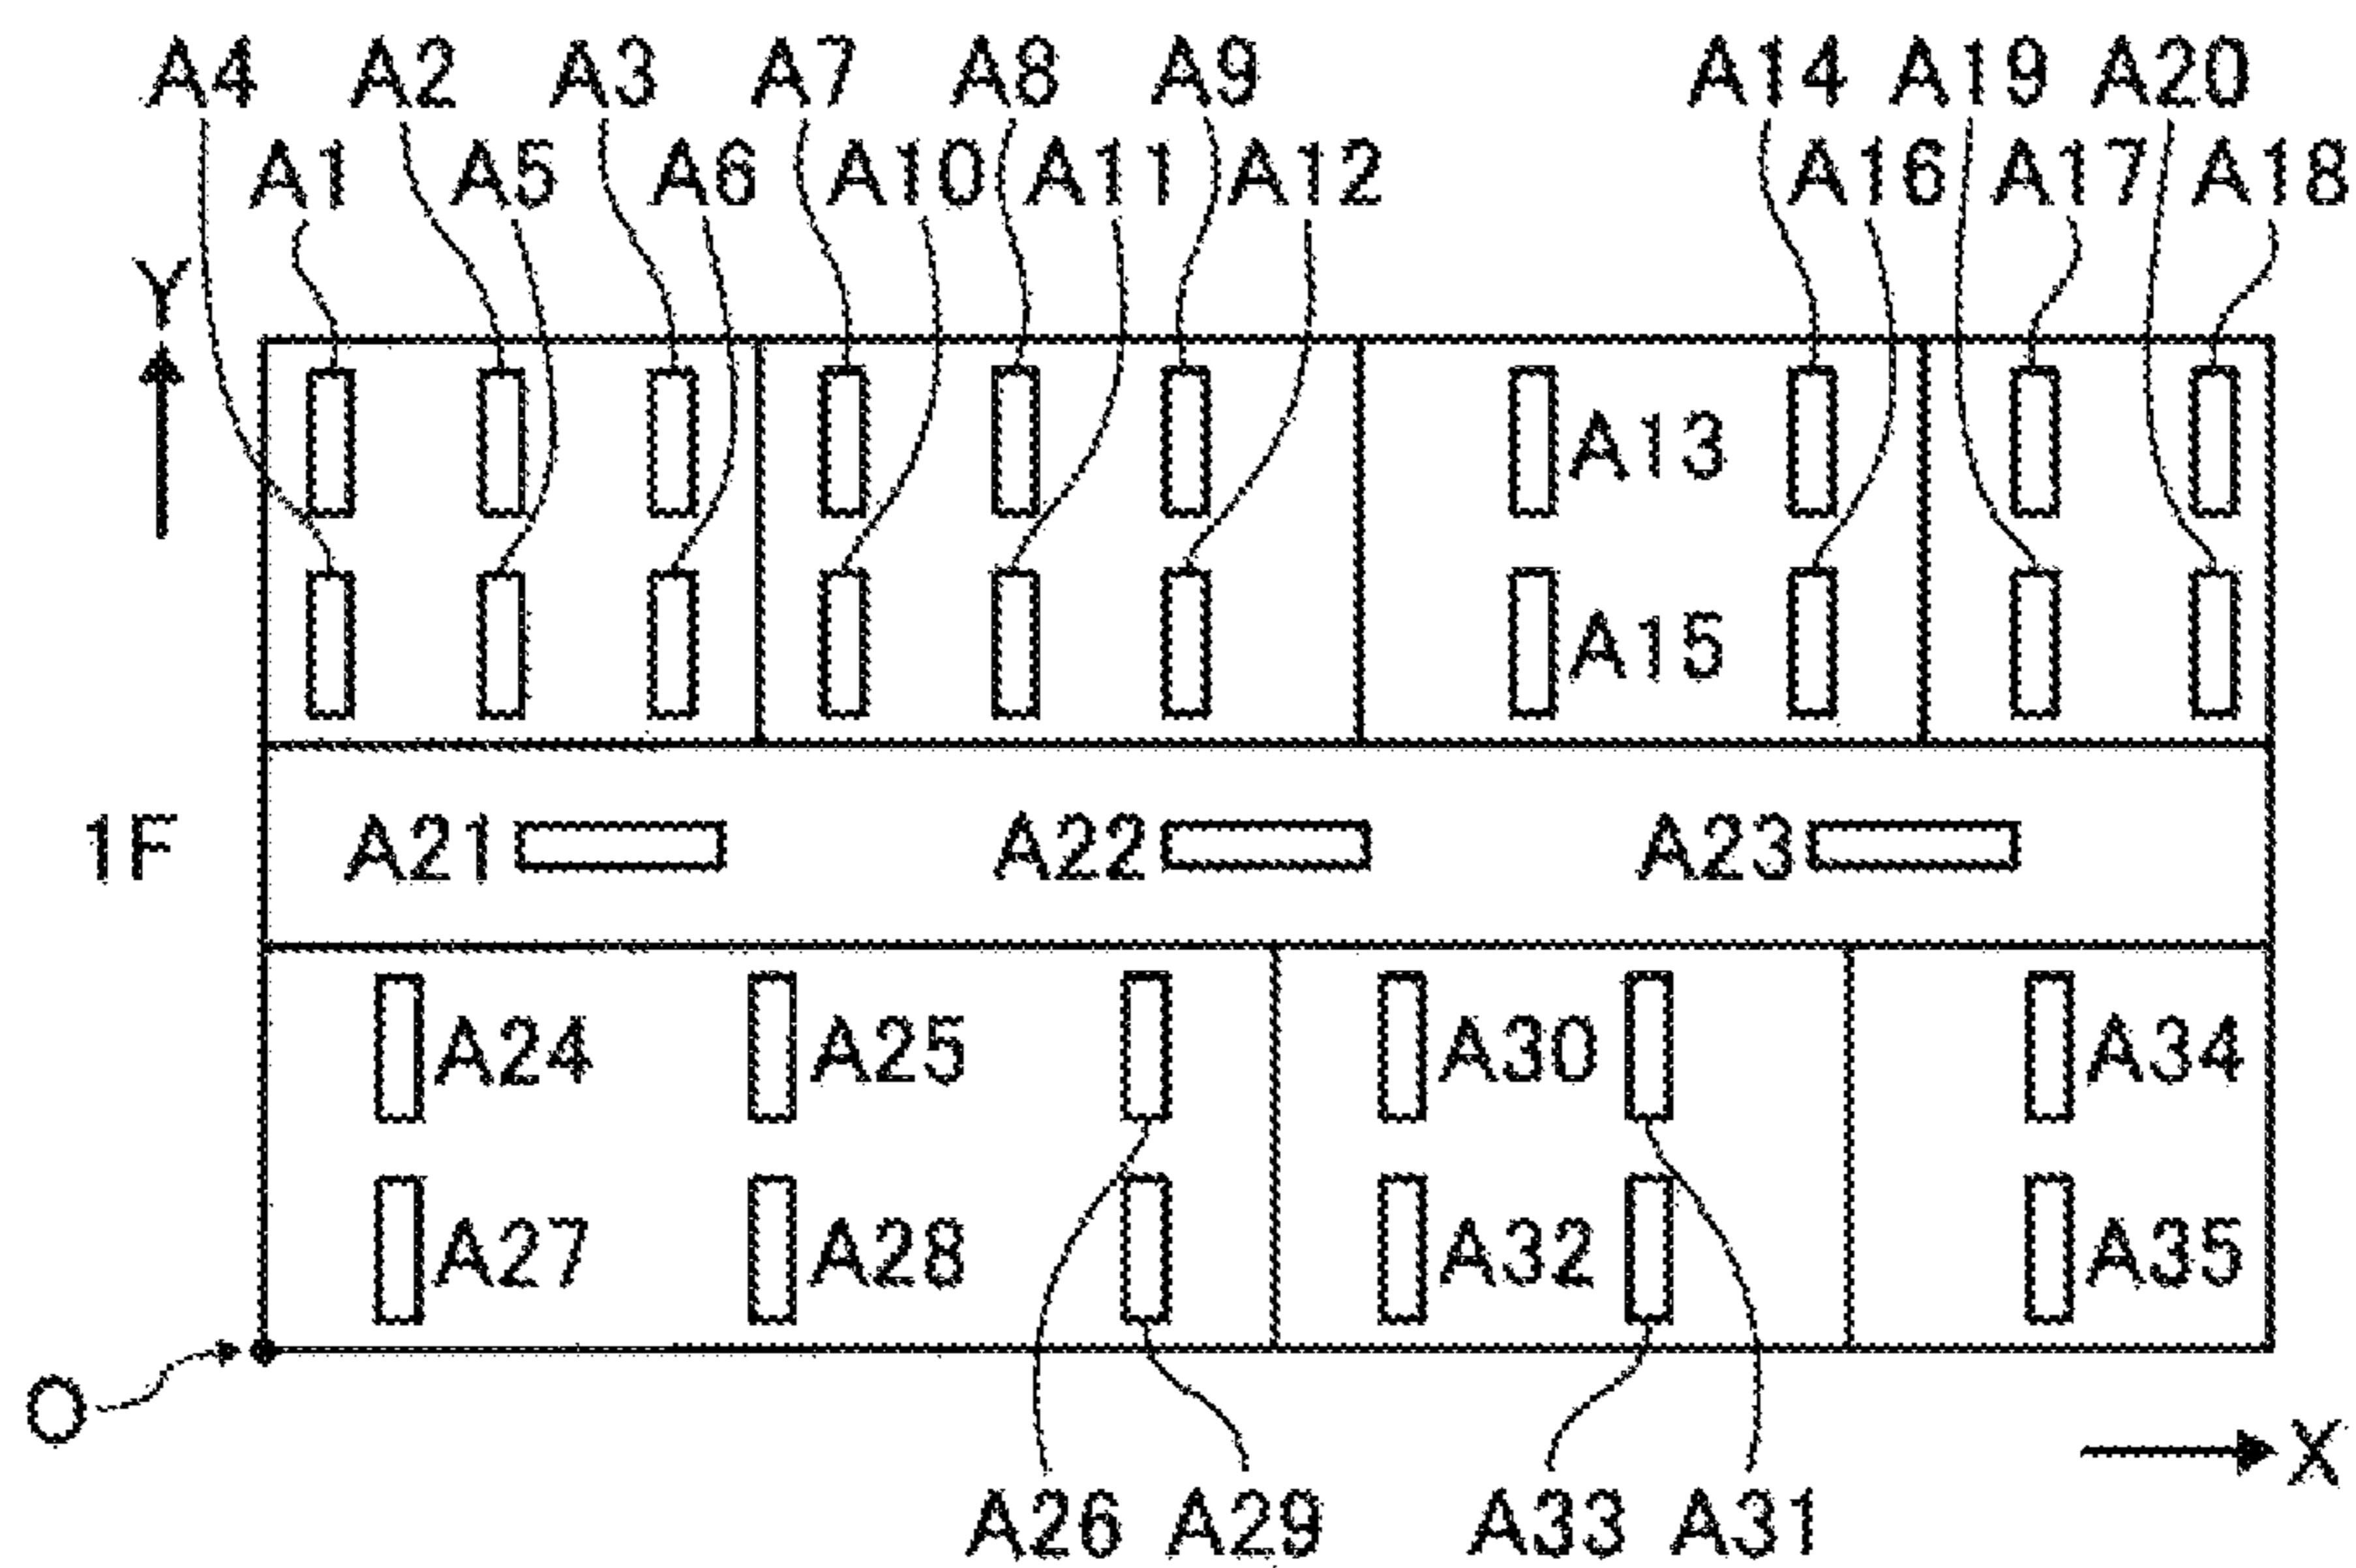 A4 A2 A3 A7 A8 A9 A14 A19 A20
A1 A5 A6 A10 A11 A12 A16 A17 A18
Y
A13
A15
1F A21 A22 A23
A24 A25 A30 A34
A27 A28 A32 A35
O
X
A26 A29 A33 A31